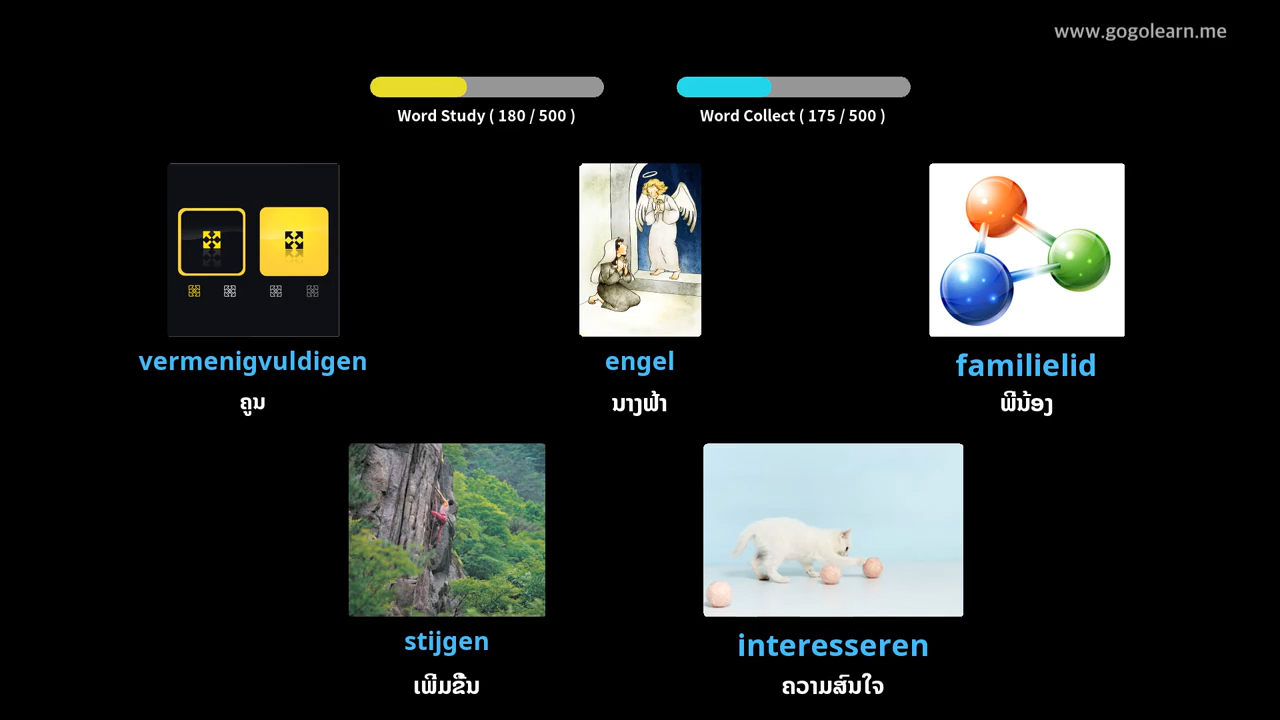 www.gogolearn.me
Word Study ( 180 / 500 )
Word Collect ( 175 / 500 )
vermenigvuldigen
engel
familielid
ຄູນ
ນາງຟ້າ
ພີ່ນ້ອງ
stijgen
interesseren
ເພີ່ມຂຶ້ນ
ຄວາມສົນໃຈ